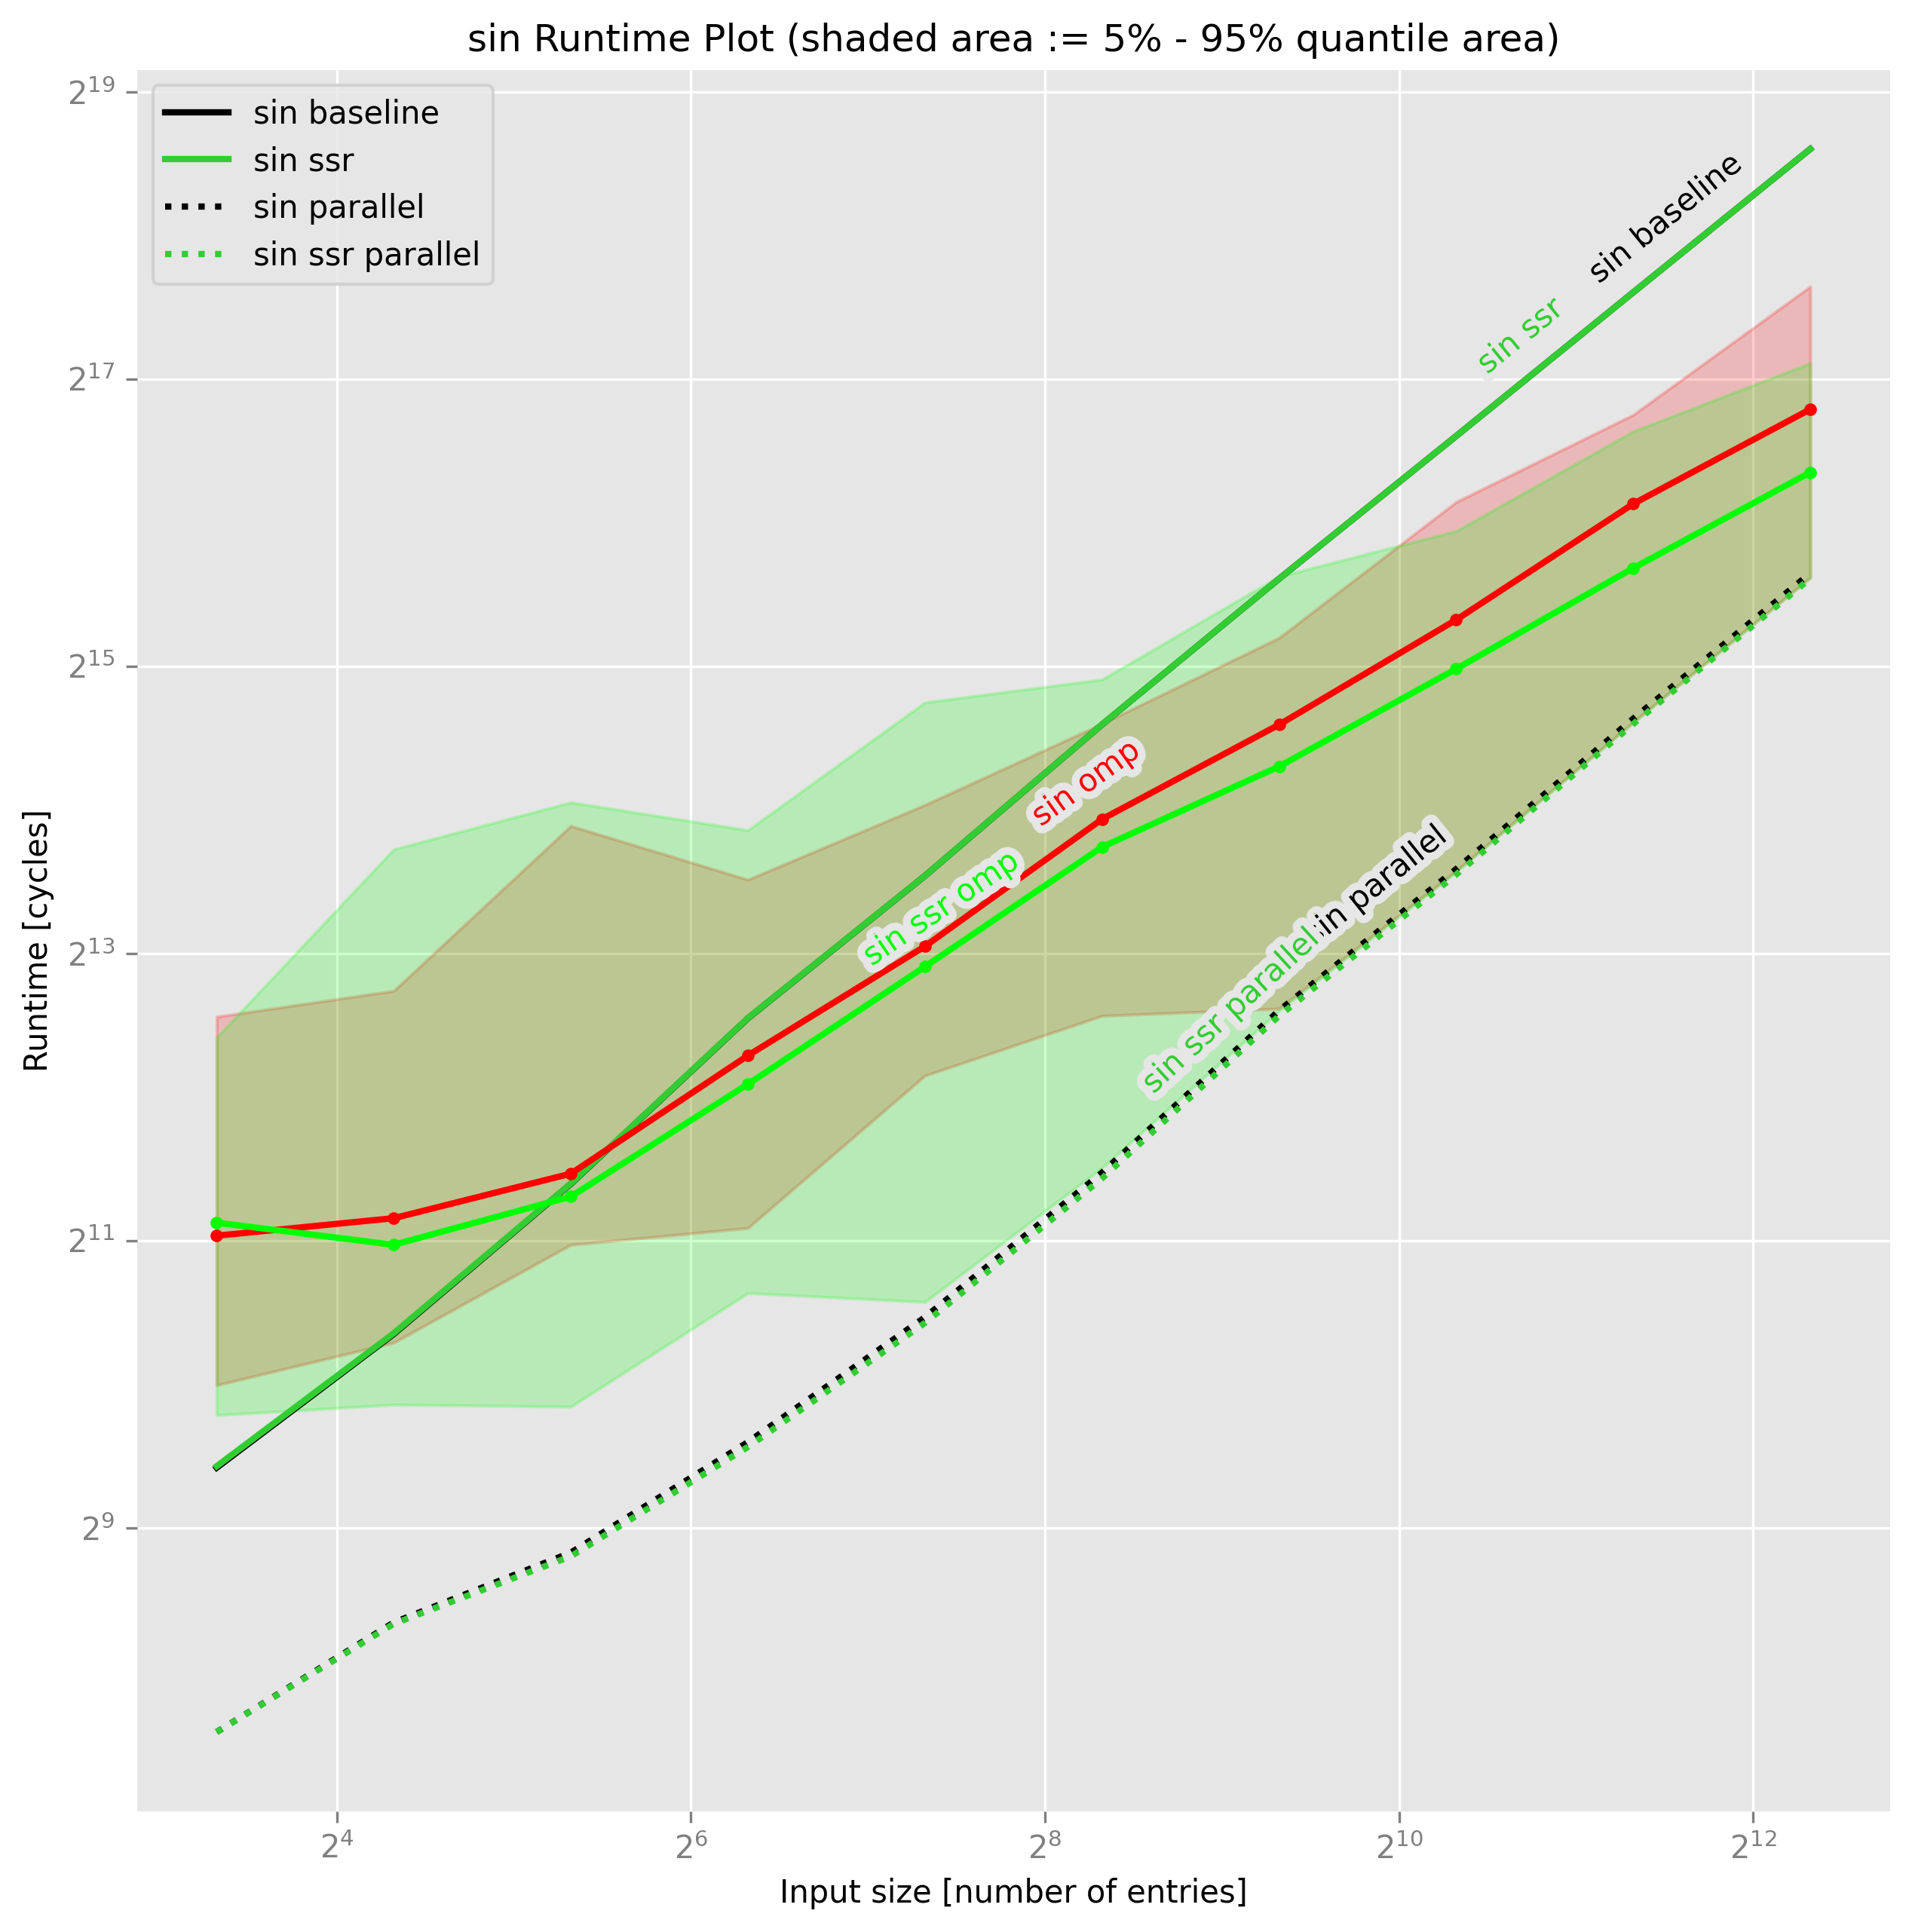 sin Runtime Plot (shaded area := 5% - 95% quantile area)
sin baseline
sin ssr
sin parallel
sin ssr parallel
2^19
2^17
2^15
2^13
2^11
2^9
Runtime [cycles]
sin baseline
sin ssr
sin omp
sin ssr omp
in parallel
sin ssr parallel
2^4
2^6
2^8
2^10
2^12
Input size [number of entries]